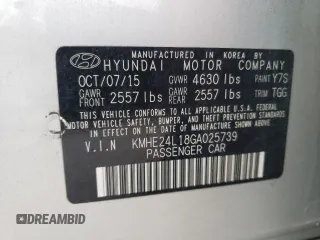 MANUFACTURED IN KOREA BY
HYUNDAI MOTOR COMPANY
OCT/07/15 GVWR 4630 lbs PAINT Y7S
GAWR FRONT 2557 lbs GAWR REAR 2557 lbs TRIM TGG
THIS VEHICLE CONFORMS TO ALL APPLICABLE FEDERAL
MOTOR VEHICLE SAFETY, BUMPER, AND THEFT PREVENTION
STANDARDS IN EFFECT ON THE DATE OF MANUFACTURE SHOWN ABOVE.
V.I.N KMHE24L18GA025739
PASSENGER CAR
DREAMBID